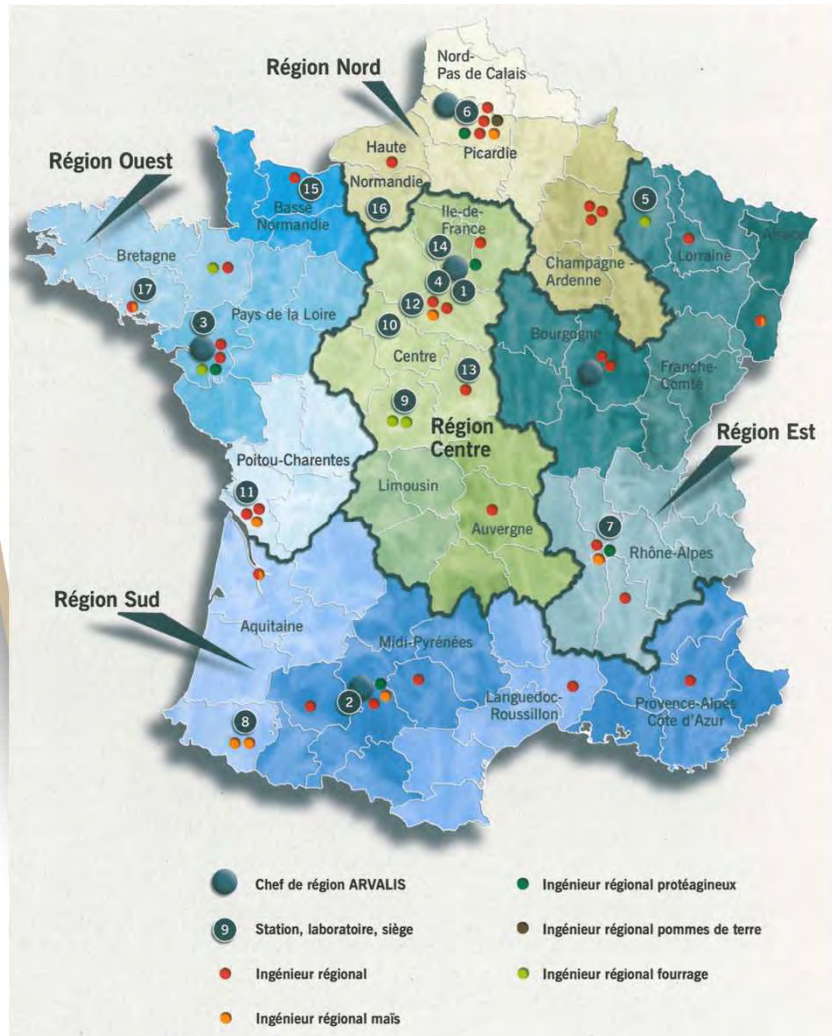 Nord-
Pas de Calais
Région Nord
6
Picardie
Haute
Normandie
16
Région Ouest
15
Basse
Normandie
Ile-de-
France
14
5
Lorraine
Alsace
Bretagne
17
Champagne -
Ardenne
4
1
12
3
Pays de la Loire
10
Bourgogne
Centre
13
Franche-
Comté
9
Région
Centre
Région Est
Poitou-Charentes
11
Limousin
Auvergne
7
Rhône-Alpes
Région Sud
Aquitaine
Midi-Pyrénées
2
Languedoc-
Roussillon
Provence-Alpes
Côte d'Azur
8
Chef de région ARVALIS
9 Station, laboratoire, siège
Ingénieur régional
Ingénieur régional maïs
Ingénieur régional protéagineux
Ingénieur régional pommes de terre
Ingénieur régional fourrage